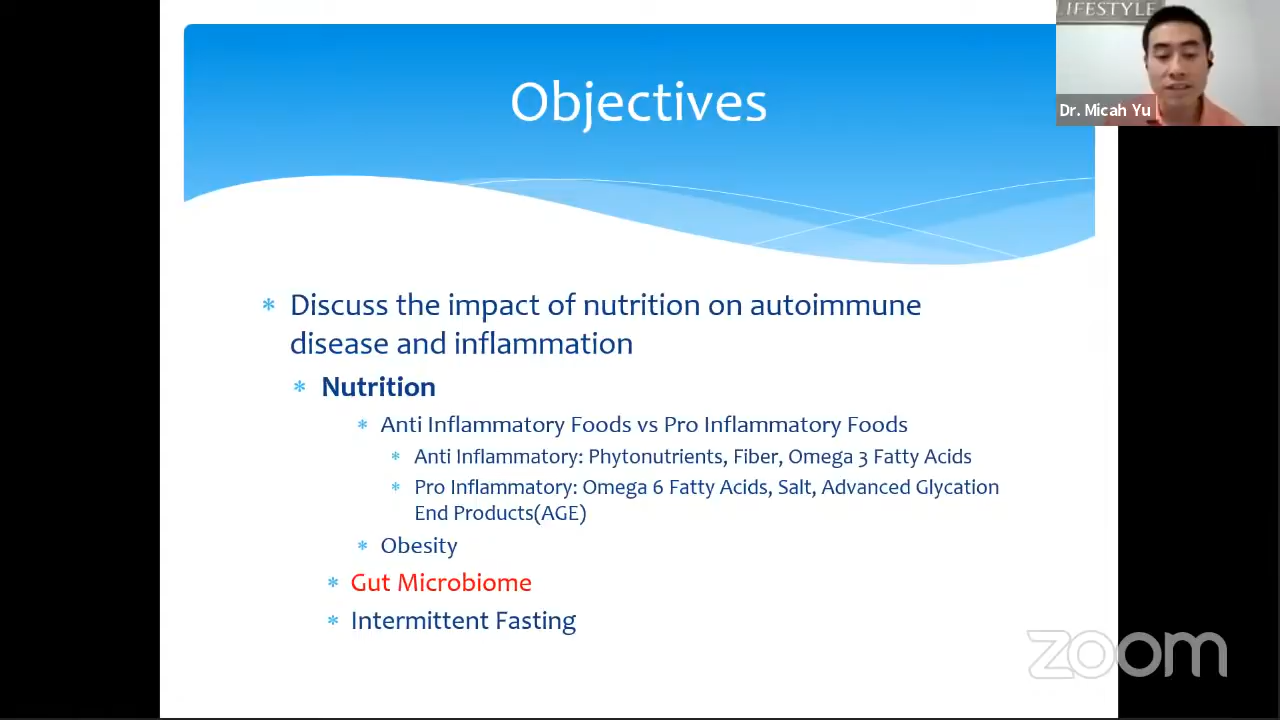 LIFESTYLE
Dr. Micah Yu
Objectives
* Discuss the impact of nutrition on autoimmune
disease and inflammation
* Nutrition
* Anti Inflammatory Foods vs Pro Inflammatory Foods
* Anti Inflammatory: Phytonutrients, Fiber, Omega 3 Fatty Acids
* Pro Inflammatory: Omega 6 Fatty Acids, Salt, Advanced Glycation
End Products(AGE)
* Obesity
* Gut Microbiome
* Intermittent Fasting
zoom